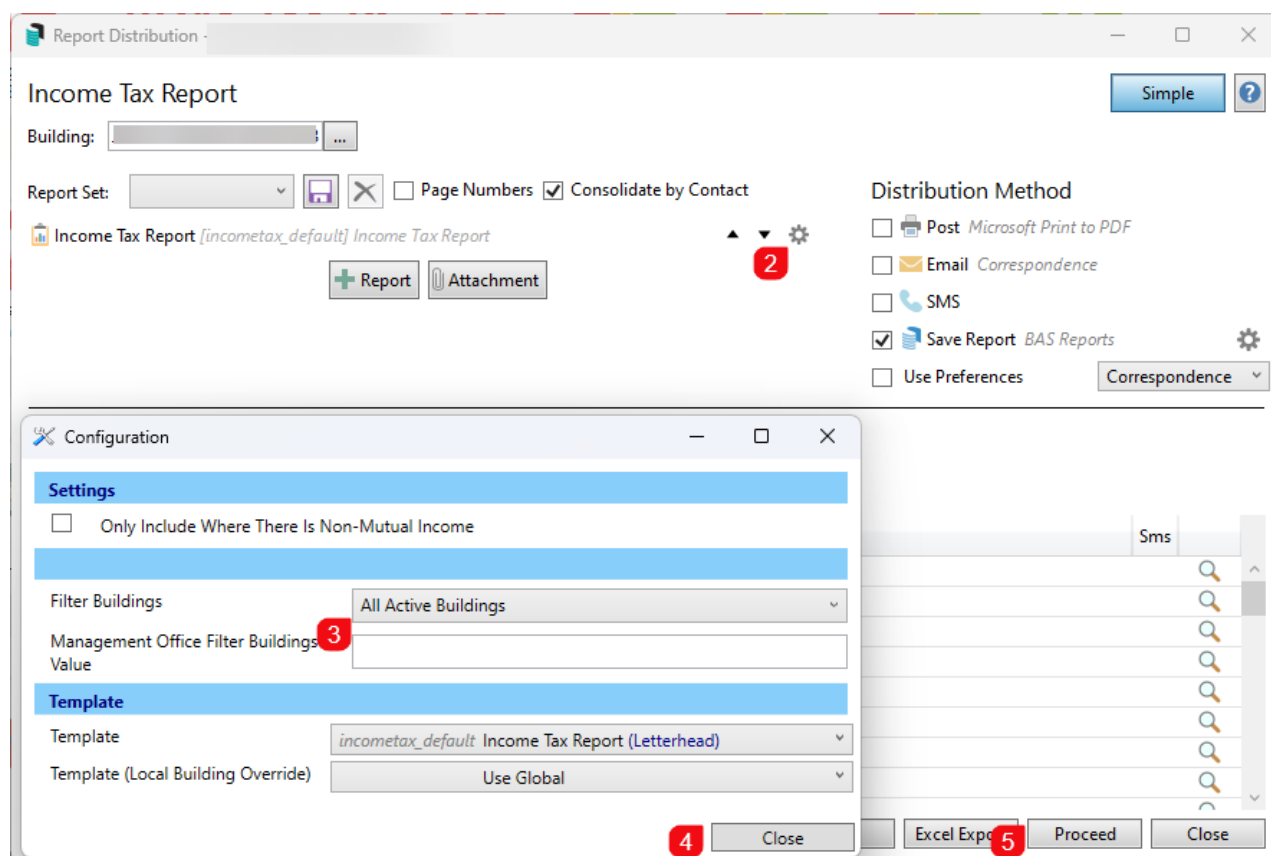 Report Distribution -
Income Tax Report
Simple
?
Building:
...
Report Set:
Page Numbers
Consolidate by Contact
Distribution Method
Income Tax Report [incometax_default] Income Tax Report
2
Post Microsoft Print to PDF
Report
Attachment
Email Correspondence
SMS
Save Report BAS Reports
Use Preferences
Correspondence
Configuration
Settings
Only Include Where There Is Non-Mutual Income
Sms
Filter Buildings
All Active Buildings
Management Office Filter Buildings
Value
3
Template
Template
incometax_default Income Tax Report (Letterhead)
Template (Local Building Override)
Use Global
4
Close
Excel
5
Proceed
Close